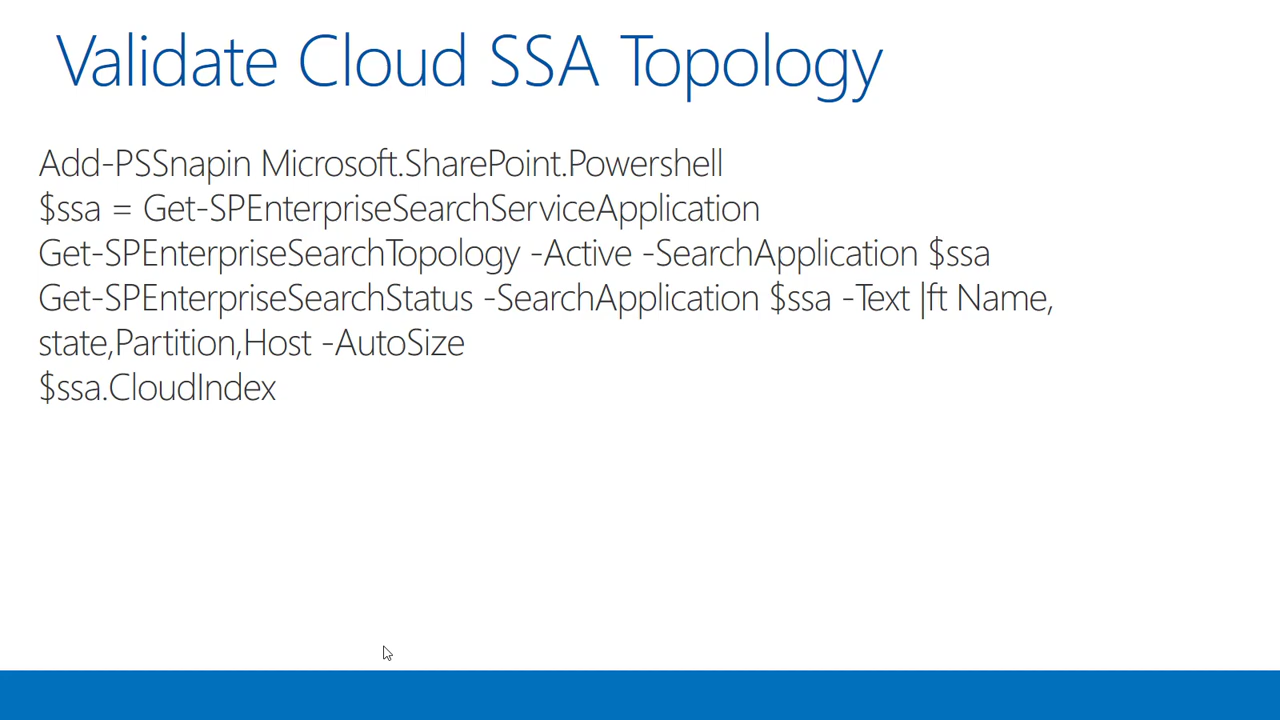 Validate Cloud SSA Topology
Add-PSSnapin Microsoft.SharePoint.Powershell
$ssa = Get-SPEnterpriseSearchServiceApplication
Get-SPEnterpriseSearchTopology -Active -SearchApplication $ssa
Get-SPEnterpriseSearchStatus -SearchApplication $ssa -Text |ft Name,
state,Partition,Host -AutoSize
$ssa.CloudIndex